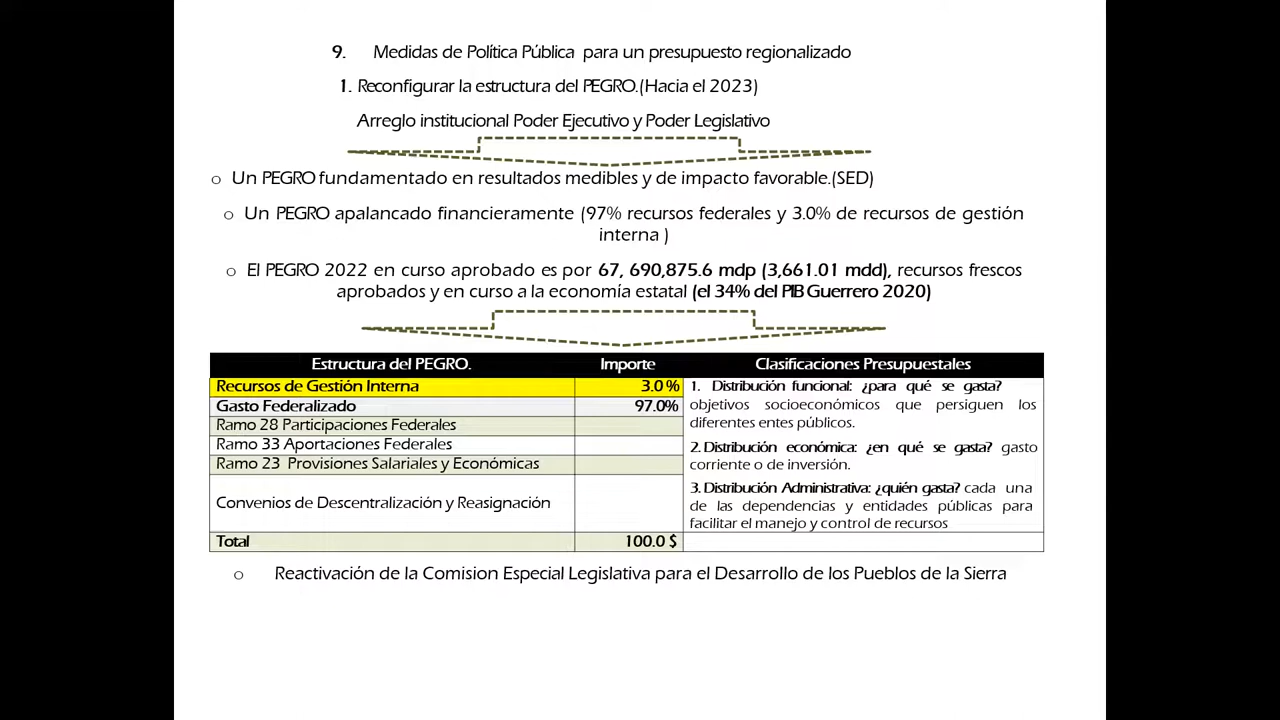 9. Medidas de Política Pública para un presupuesto regionalizado
1. Reconfigurar la estructura del PEGRO.(Hacia el 2023)
Arreglo institucional Poder Ejecutivo y Poder Legislativo
o Un PEGRO fundamentado en resultados medibles y de impacto favorable.(SED)
o Un PEGRO apalancado financieramente (97% recursos federales y 3.0% de recursos de gestión
interna )
o El PEGRO 2022 en curso aprobado es por 67, 690,875.6 mdp (3,661.01 mdd), recursos frescos
aprobados y en curso a la economía estatal (el 34% del PIB Guerrero 2020)
Estructura del PEGRO. Importe Clasificaciones Presupuestales
Recursos de Gestión Interna 3.0 %
Gasto Federalizado 97.0%
Ramo 28 Participaciones Federales
Ramo 33 Aportaciones Federales
Ramo 23 Provisiones Salariales y Económicas
Convenios de Descentralización y Reasignación
Total 100.0 $
1. Distribución funcional: ¿para qué se gasta?
objetivos socioeconómicos que persiguen los
diferentes entes públicos.
2. Distribución económica: ¿en qué se gasta? gasto
corriente o de inversión.
3. Distribución Administrativa: ¿quién gasta? cada una
de las dependencias y entidades públicas para
facilitar el manejo y control de recursos
o Reactivación de la Comision Especial Legislativa para el Desarrollo de los Pueblos de la Sierra